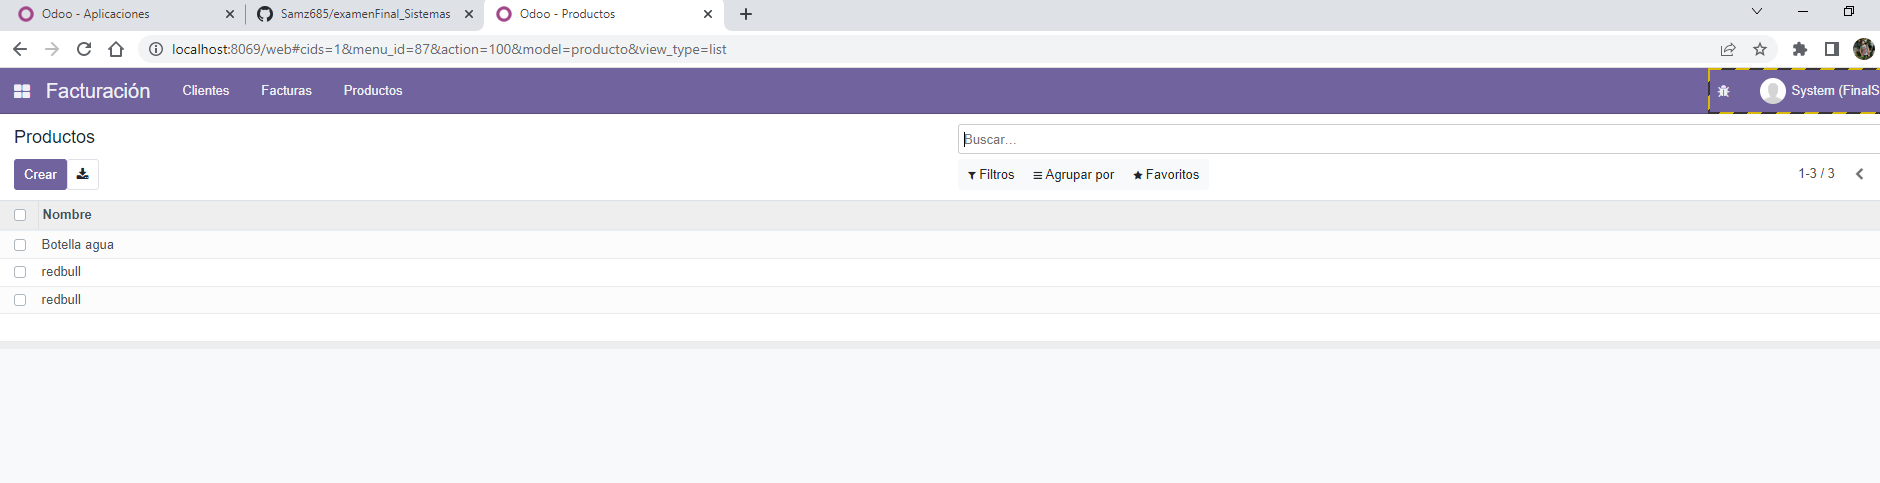 Odoo - Aplicaciones
Samz685/examenFinal_Sistemas
Odoo - Productos
localhost:8069/web#cids=1&menu_id=87&action=100&model=producto&view_type=list
Facturación Clientes Facturas Productos System (FinalS
Productos
Buscar...
Crear
Filtros Agrupar por Favoritos 1-3 / 3
Nombre
Botella agua
redbull
redbull